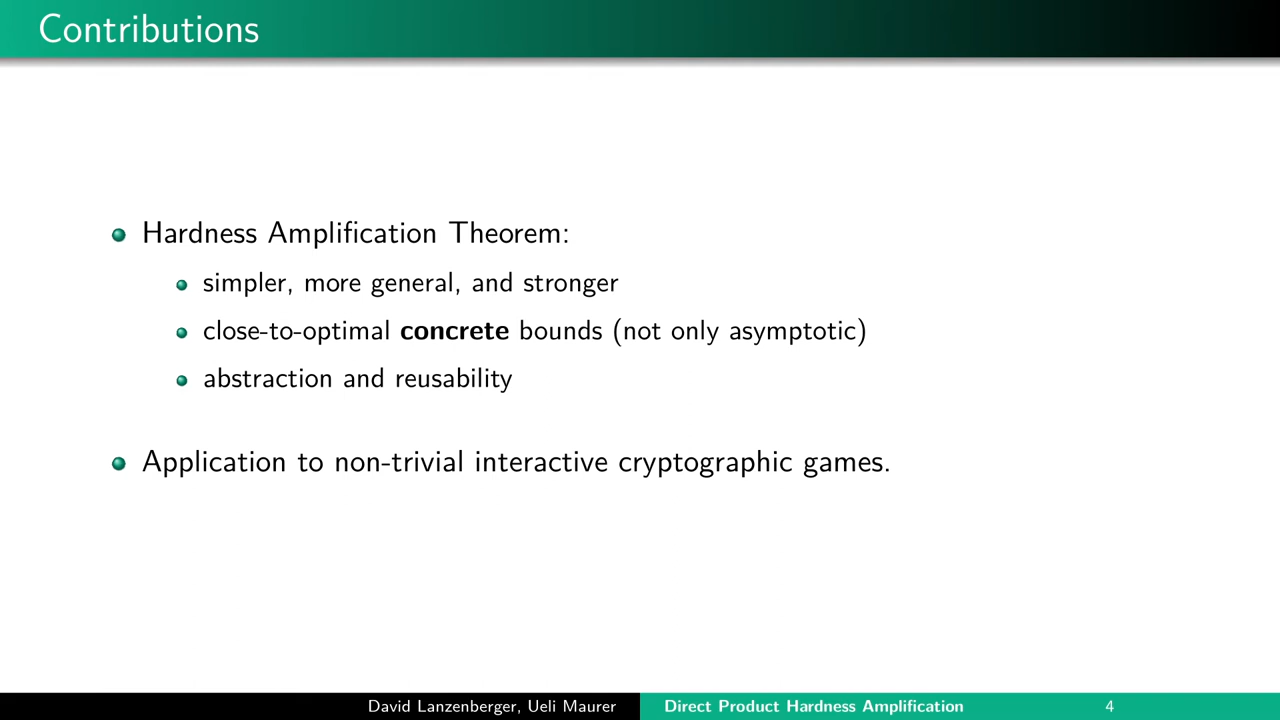 Contributions
Hardness Amplification Theorem:
simpler, more general, and stronger
close-to-optimal concrete bounds (not only asymptotic)
abstraction and reusability
Application to non-trivial interactive cryptographic games.
David Lanzenberger, Ueli Maurer
Direct Product Hardness Amplification
4